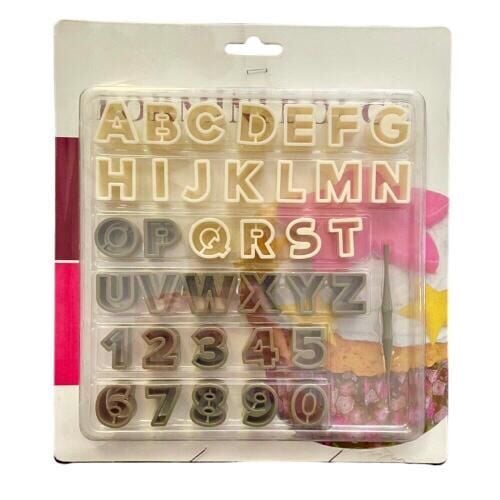 ABCDEFG
HIJKLMN
OPQRST
UVWXYZ
12345
67890